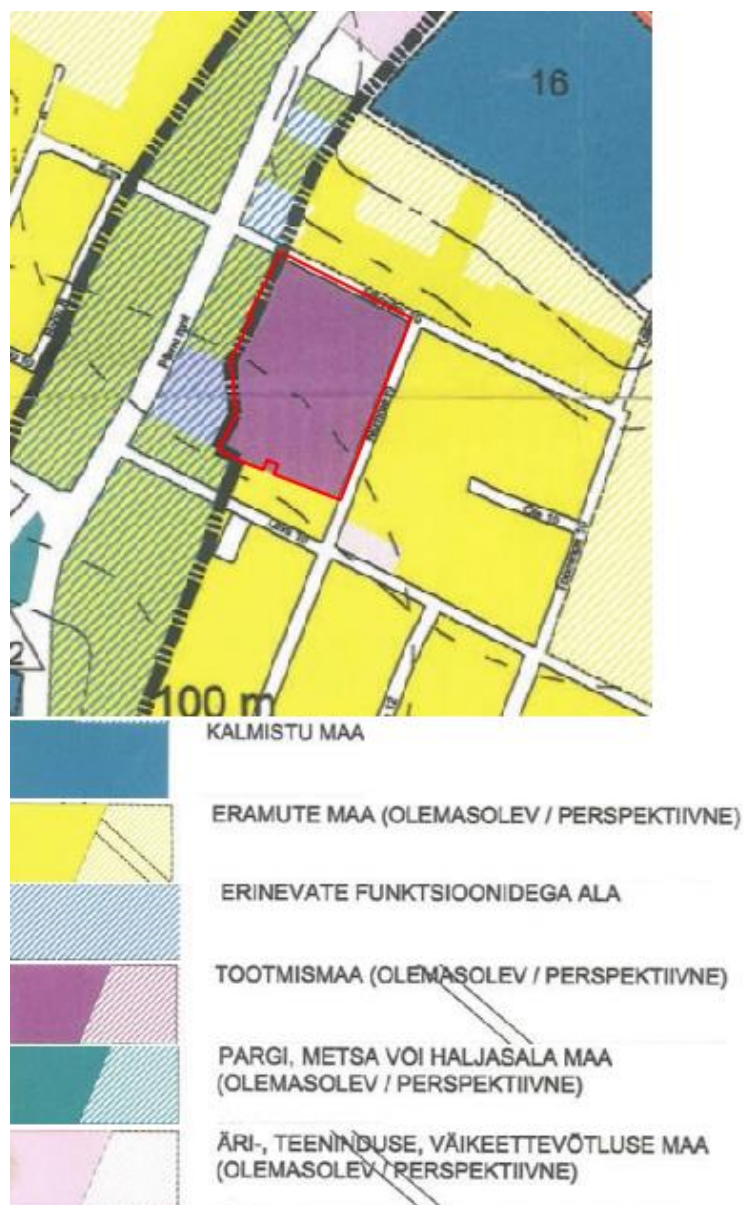 16
100 m
KALMISTU MAA
ERAMUTE MAA (OLEMASOLEV / PERSPEKTIIVNE)
ERINEVATE FUNKTSIOONIDEGA ALA
TOOTMISMAA (OLEMASOLEV / PERSPEKTIIVNE)
PARGI, METSA VÕI HALJASALA MAA
(OLEMASOLEV / PERSPEKTIIVNE)
ÄRI-, TEENINDUSE, VÄIKEETTEVÕTLUSE MAA
(OLEMASOLEV / PERSPEKTIIVNE)